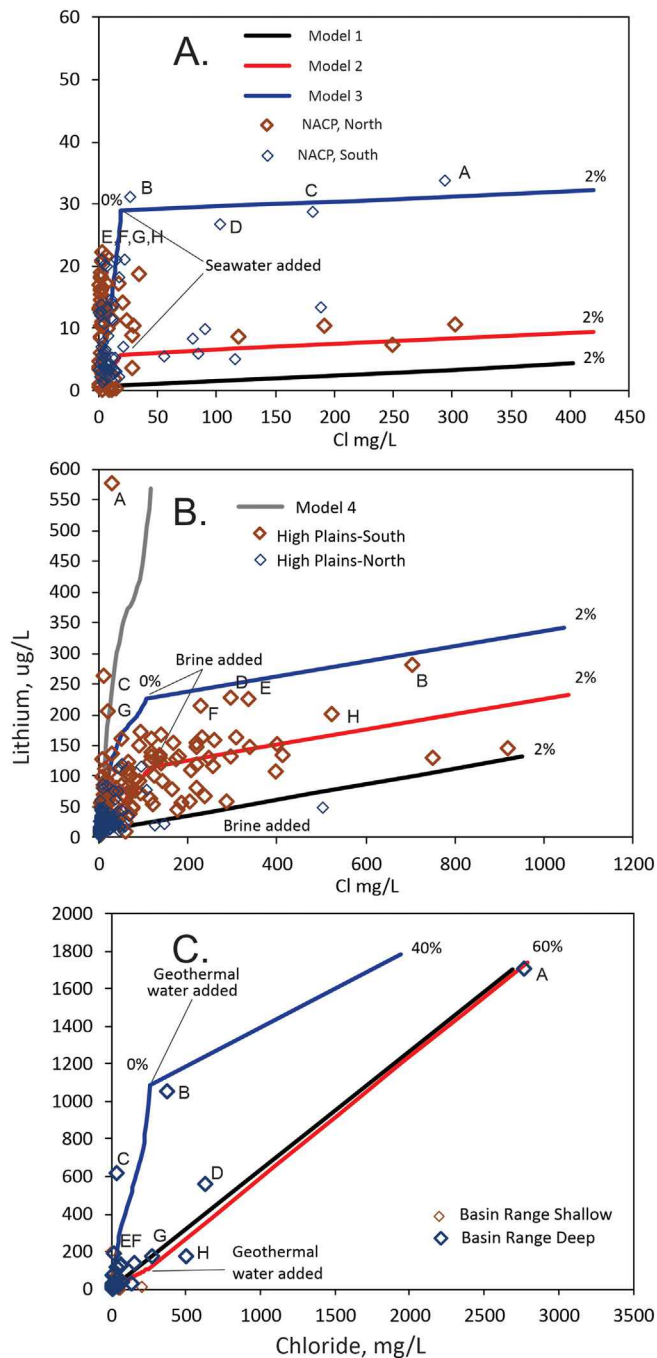 A.
60
50
40
30
20
10
0
Model 1
Model 2
Model 3
NACP, North
NACP, South
B
A
C
D
0%
2%
E,F,G,H
Seawater added
2%
2%
0 50 100 150 200 250 300 350 400 450
Cl mg/L
B.
600
550
500
450
400
350
300
250
200
150
100
50
0
Model 4
High Plains-South
High Plains-North
A
2%
Brine added
0%
C
D
E
B
2%
G
F
H
2%
Brine added
0 200 400 600 800 1000 1200
Cl mg/L
Lithium, ug/L
C.
2000
1800
1600
1400
1200
1000
800
600
400
200
0
Geothermal
water added
40%
60%
A
0%
B
C
D
EF
G
H
Geothermal
water added
Basin Range Shallow
Basin Range Deep
0 500 1000 1500 2000 2500 3000 3500
Chloride, mg/L